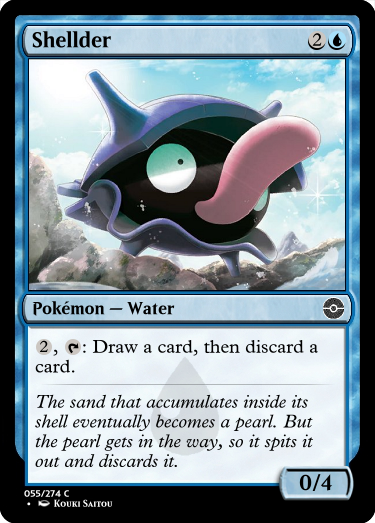 Shellder 2
Pokémon — Water
2, : Draw a card, then discard a
card.
The sand that accumulates inside its
shell eventually becomes a pearl. But
the pearl gets in the way, so it spits it
out and discards it.
0/4
055/274 C
• Kouki Saitou